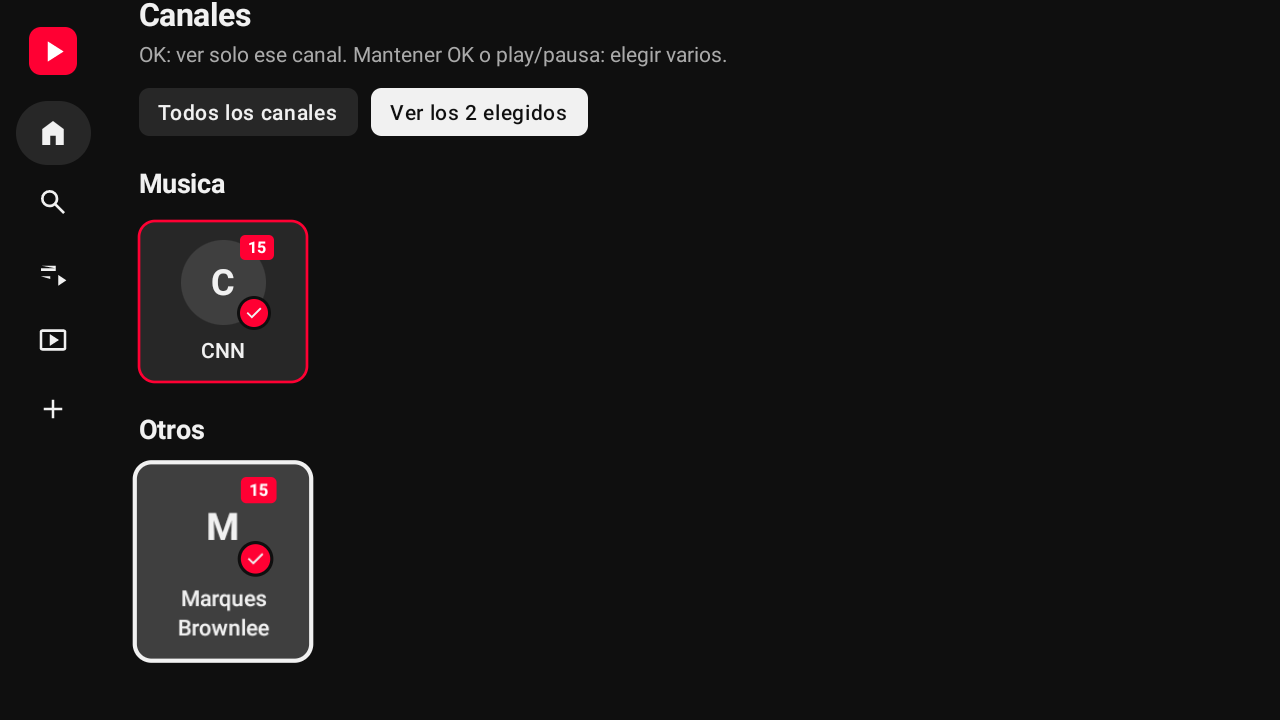 Canales
OK: ver solo ese canal. Mantener OK o play/pausa: elegir varios.
Todos los canales
Ver los 2 elegidos
Musica
15
C
CNN
Otros
15
M
Marques
Brownlee